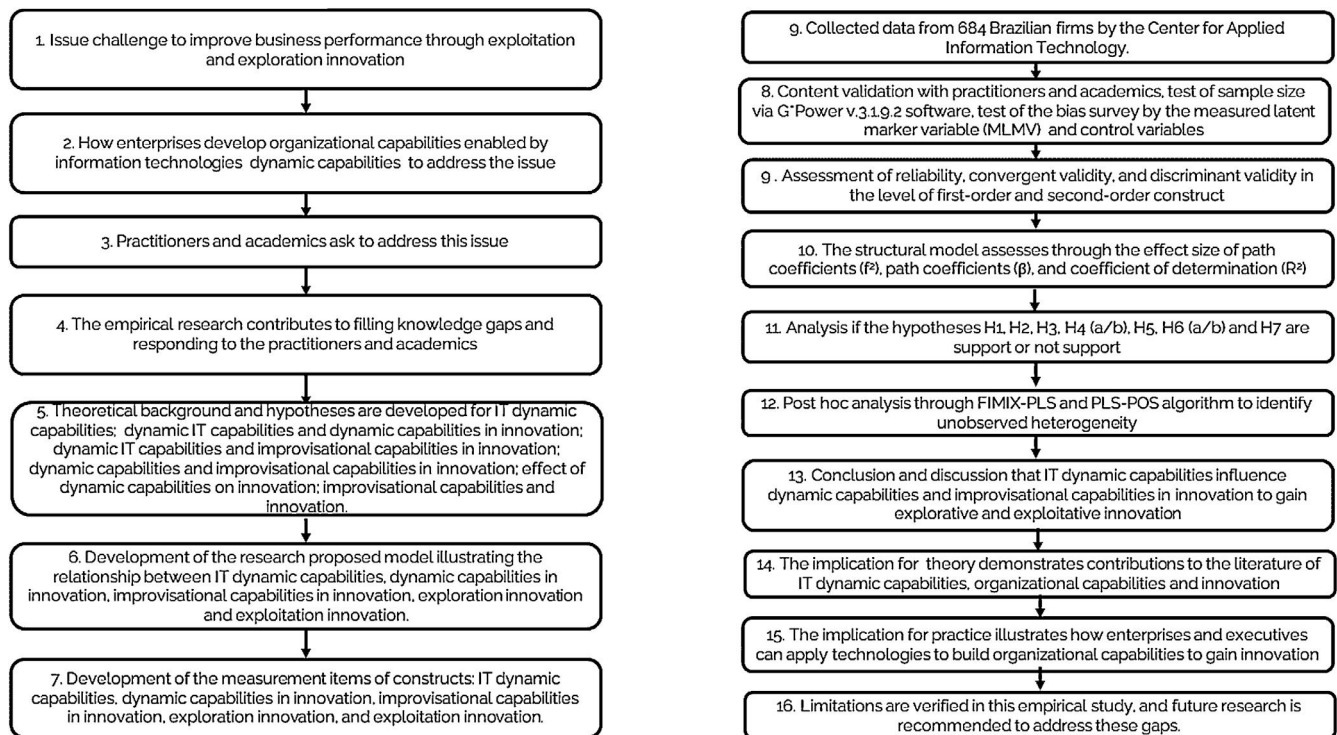 1. Issue challenge to improve business performance through exploitation
and exploration innovation
2. How enterprises develop organizational capabilities enabled by
information technologies dynamic capabilities to address the issue
3. Practitioners and academics ask to address this issue
4. The empirical research contributes to filling knowledge gaps and
responding to the practitioners and academics
5. Theoretical background and hypotheses are developed for IT dynamic
capabilities; dynamic IT capabilities and dynamic capabilities in innovation;
dynamic IT capabilities and improvisational capabilities in innovation;
dynamic capabilities and improvisational capabilities in innovation; effect of
dynamic capabilities on innovation; improvisational capabilities and
innovation.
6. Development of the research proposed model illustrating the
relationship between IT dynamic capabilities, dynamic capabilities in
innovation, improvisational capabilities in innovation, exploration innovation
and exploitation innovation.
7. Development of the measurement items of constructs: IT dynamic
capabilities, dynamic capabilities in innovation, improvisational capabilities
in innovation, exploration innovation, and exploitation innovation.
9. Collected data from 684 Brazilian firms by the Center for Applied
Information Technology.
8. Content validation with practitioners and academics, test of sample size
via G*Power v.3.1.9.2 software, test of the bias survey by the measured latent
marker variable (MLMV) and control variables
9 . Assessment of reliability, convergent validity, and discriminant validity in
the level of first-order and second-order construct
10. The structural model assesses through the effect size of path
coefficients (f²), path coefficients (β), and coefficient of determination (R²)
11. Analysis if the hypotheses H1, H2, H3, H4 (a/b), H5, H6 (a/b) and H7 are
support or not support
12. Post hoc analysis through FIMIX-PLS and PLS-POS algorithm to identify
unobserved heterogeneity
13. Conclusion and discussion that IT dynamic capabilities influence
dynamic capabilities and improvisational capabilities in innovation to gain
explorative and exploitative innovation
14. The implication for theory demonstrates contributions to the literature of
IT dynamic capabilities, organizational capabilities and innovation
15. The implication for practice illustrates how enterprises and executives
can apply technologies to build organizational capabilities to gain innovation
16. Limitations are verified in this empirical study, and future research is
recommended to address these gaps.